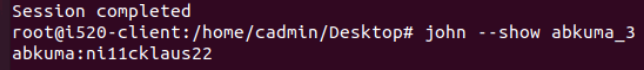 Session completed
root@i520-client:/home/cadmin/Desktop# john --show abkuma_3
abkuma:ni11cklaus22